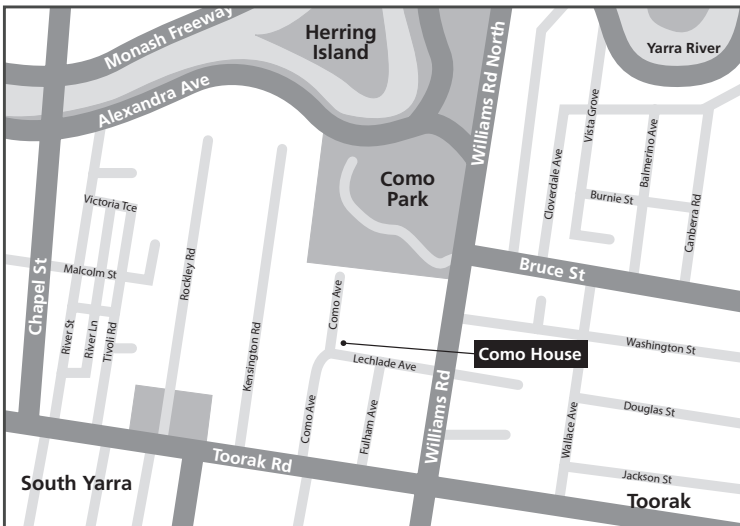 Monash Freeway
Herring
Island
Yarra River
Alexandra Ave
Williams Rd North
Vista Grove
Balmerino Ave
Cloverdale Ave
Burnie St
Canberra Rd
Como
Park
Victoria Tce
Malcolm St
Rockley Rd
Chapel St
Bruce St
River St
River Ln
Tivoli Rd
Kensington Rd
Como Ave
Como House
Washington St
Lechlade Ave
Williams Rd
Douglas St
Como Ave
Fulham Ave
Wallace Ave
Toorak Rd
Jackson St
South Yarra
Toorak